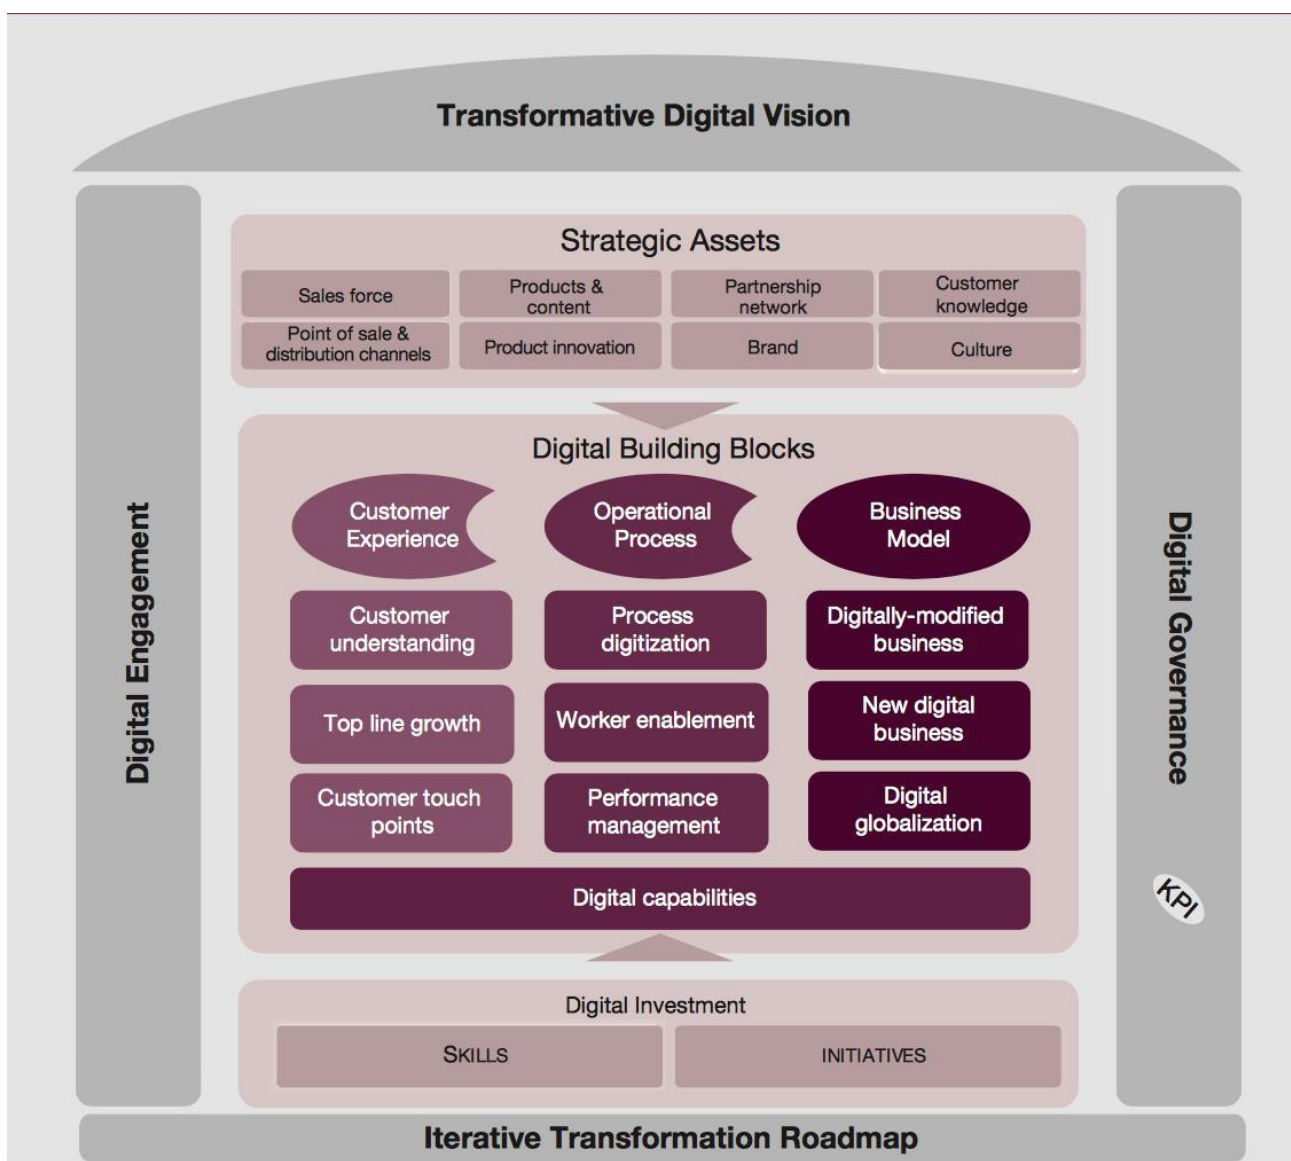 Transformative Digital Vision
Digital Engagement
Strategic Assets
Sales force
Products &
content
Partnership
network
Customer
knowledge
Point of sale &
distribution channels
Product innovation
Brand
Culture
Digital Building Blocks
Customer
Experience
Operational
Process
Business
Model
Customer
understanding
Process
digitization
Digitally-modified
business
Top line growth
Worker enablement
New digital
business
Customer touch
points
Performance
management
Digital
globalization
Digital capabilities
Digital Investment
SKILLS
INITIATIVES
Digital Governance
KPI
Iterative Transformation Roadmap